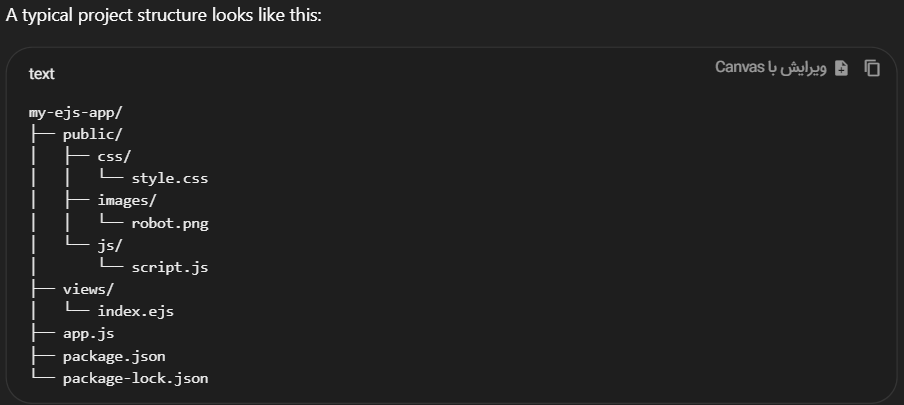 A typical project structure looks like this:
text
ویرایش با Canvas
my-ejs-app/
├── public/
│   ├── css/
│   │   └── style.css
│   ├── images/
│   │   └── robot.png
│   └── js/
│       └── script.js
├── views/
│   └── index.ejs
├── app.js
├── package.json
└── package-lock.json